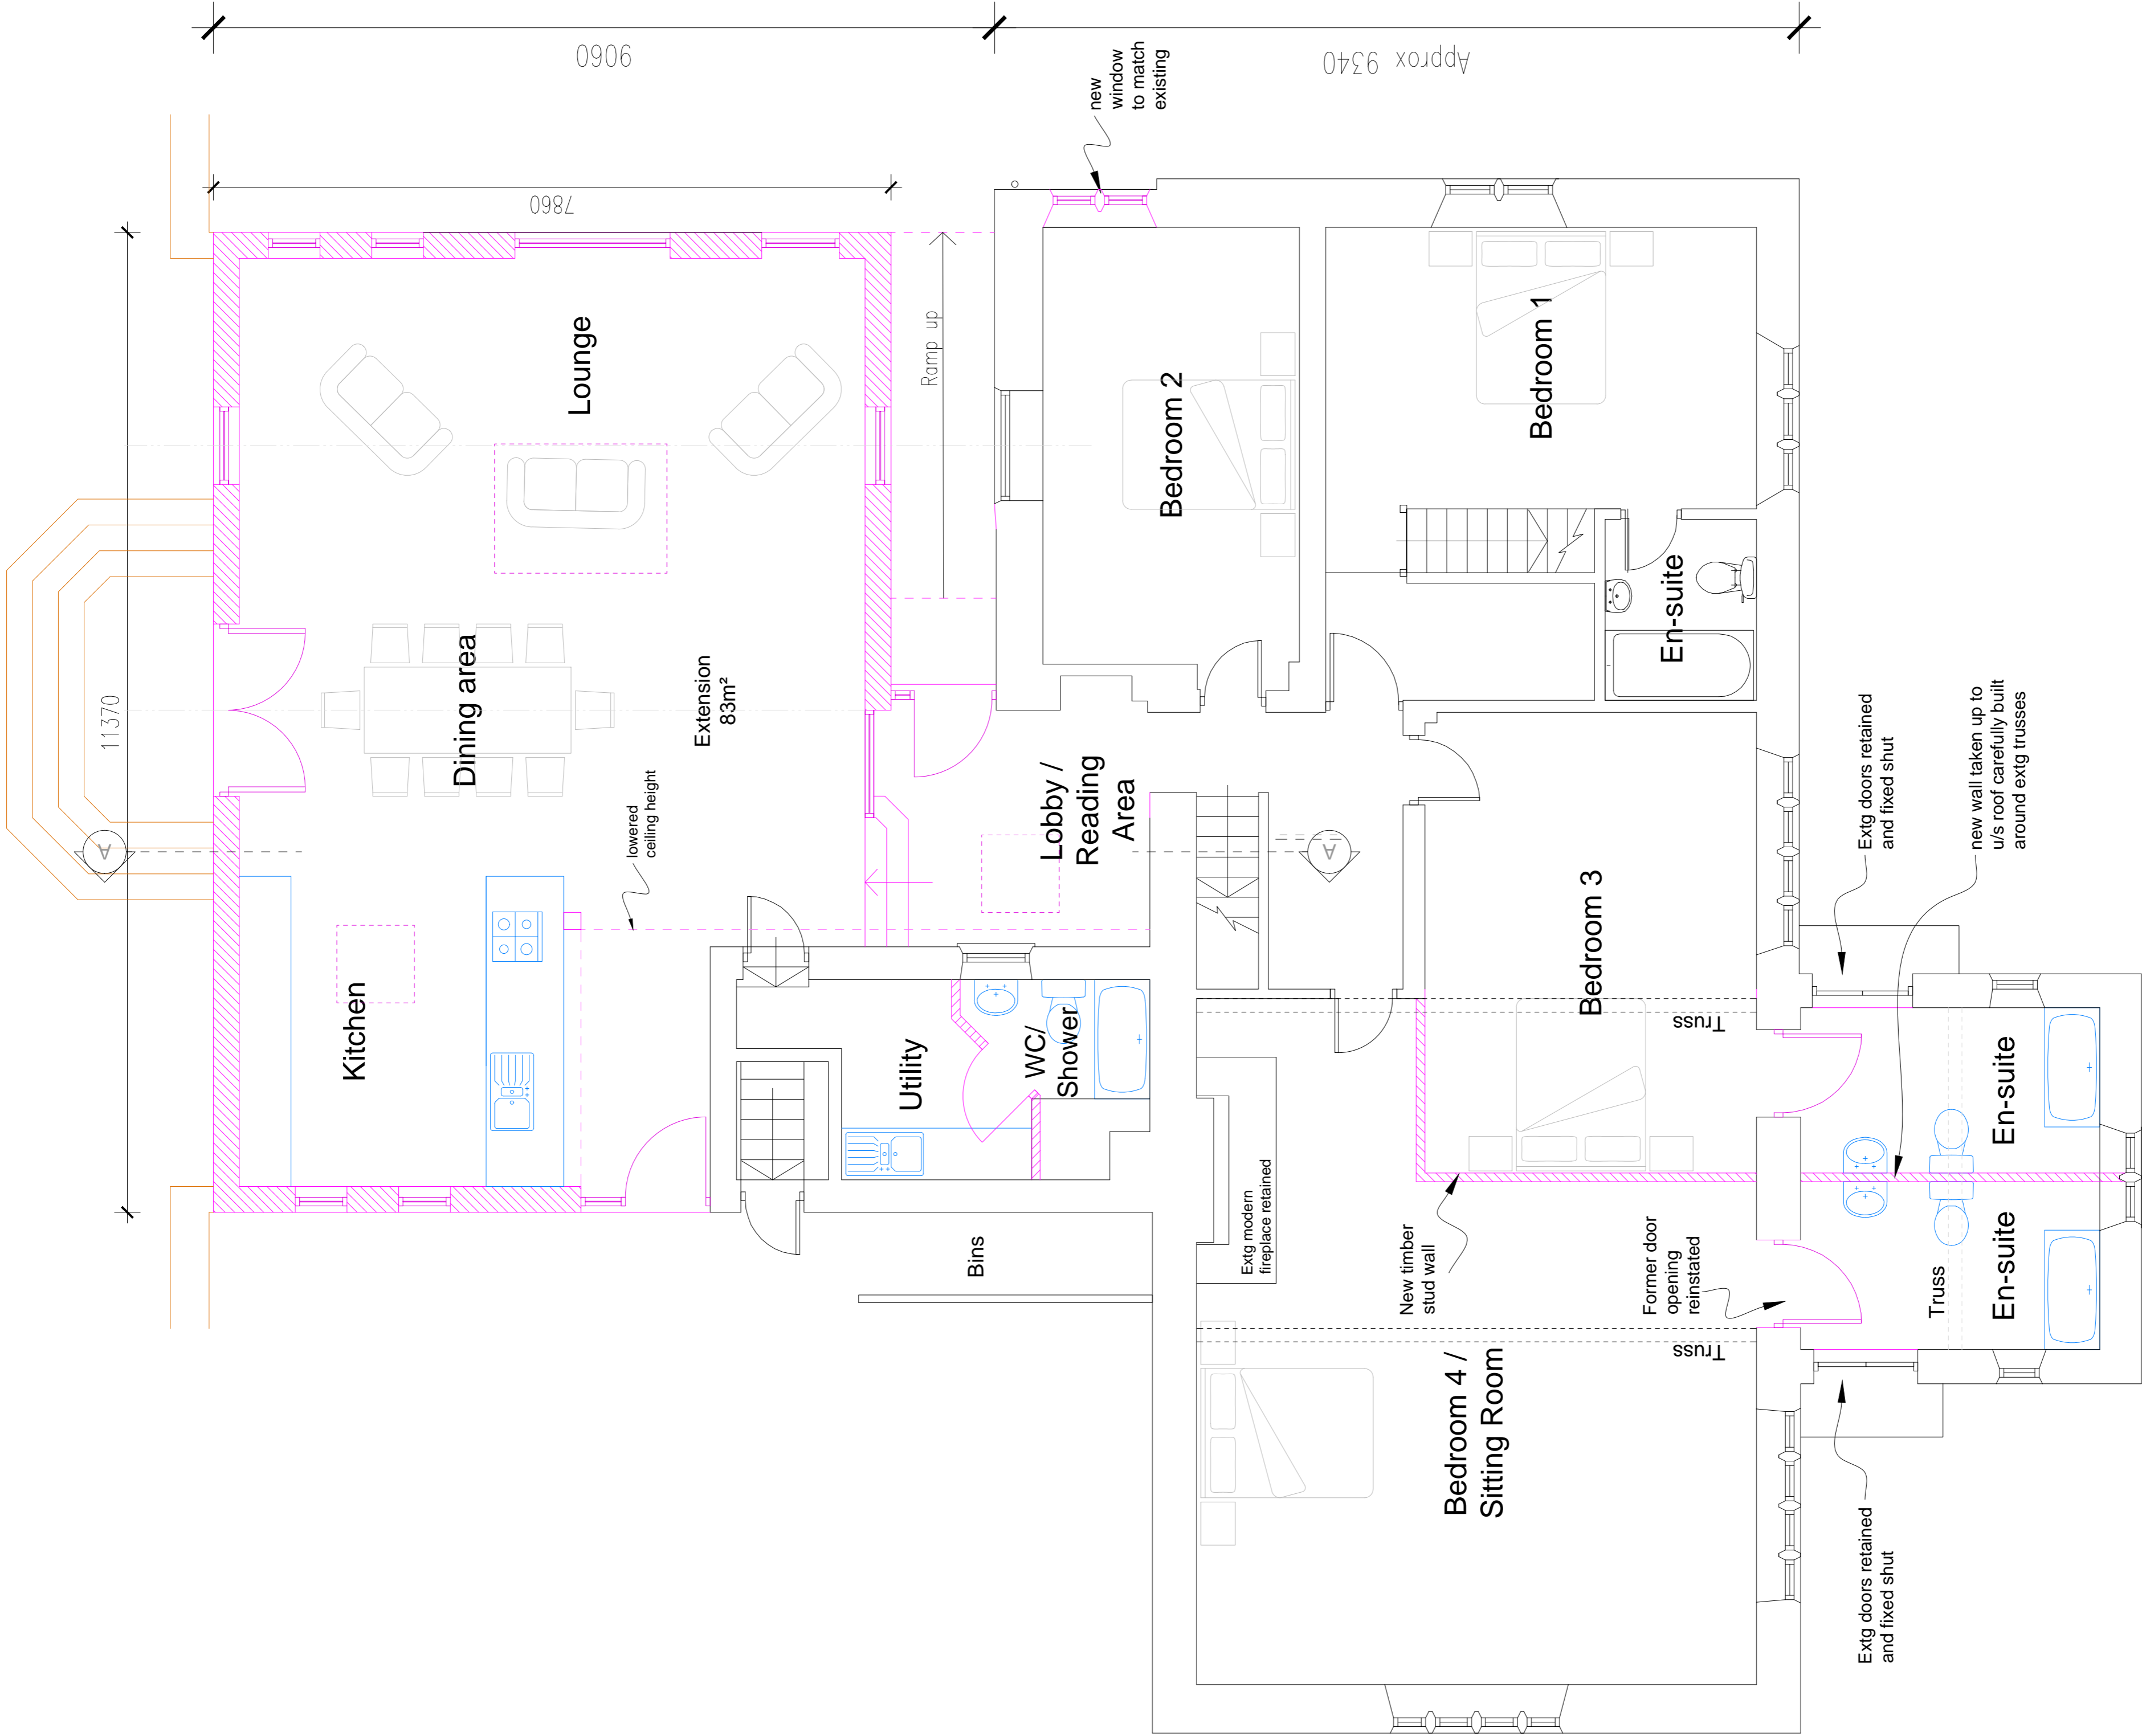 9060
Approx 9340
7860
11370
new
window
to match
existing
Ramp up
Lounge
Dining area
Extension
83m²
Kitchen
lowered
ceiling height
A
Lobby /
Reading
Area
A
Bedroom 2
Bedroom 1
En-suite
Utility
WC/
Shower
Bins
Extg modern
fireplace retained
Bedroom 3
Truss
New timber
stud wall
Former door
opening
reinstated
Truss
Bedroom 4 /
Sitting Room
Extg doors retained
and fixed shut
new wall taken up to
u/s roof carefully built
around extg trusses
En-suite
En-suite
Truss
Extg doors retained
and fixed shut